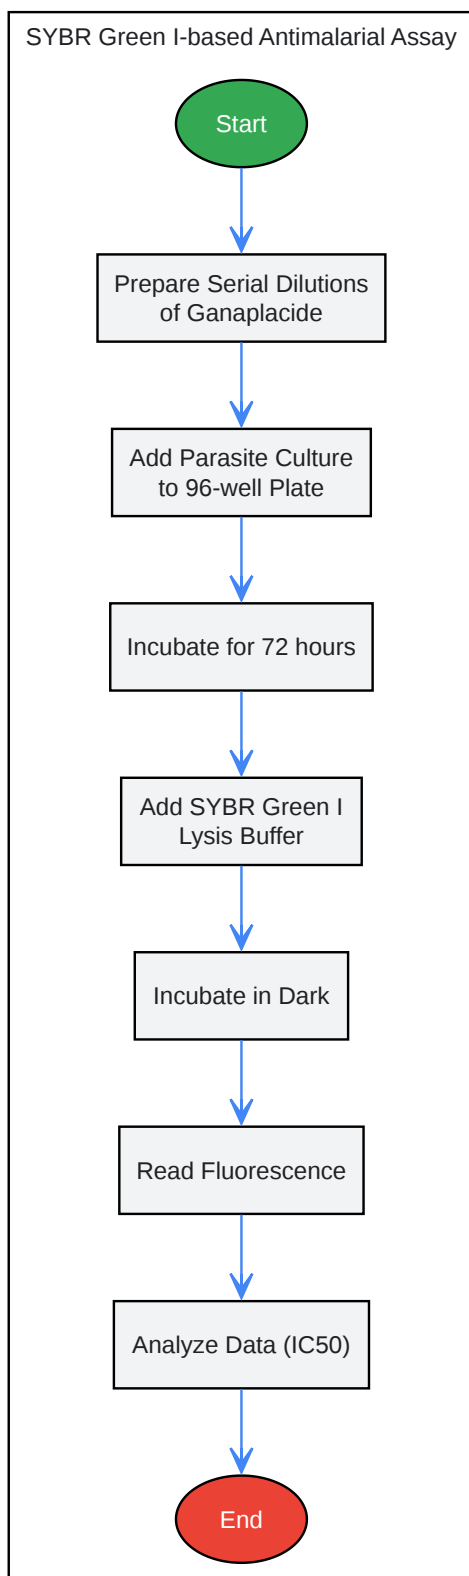 SYBR Green I-based Antimalarial Assay
Start
Prepare Serial Dilutions
of Ganaplacide
Add Parasite Culture
to 96-well Plate
Incubate for 72 hours
Add SYBR Green I
Lysis Buffer
Incubate in Dark
Read Fluorescence
Analyze Data (IC50)
End